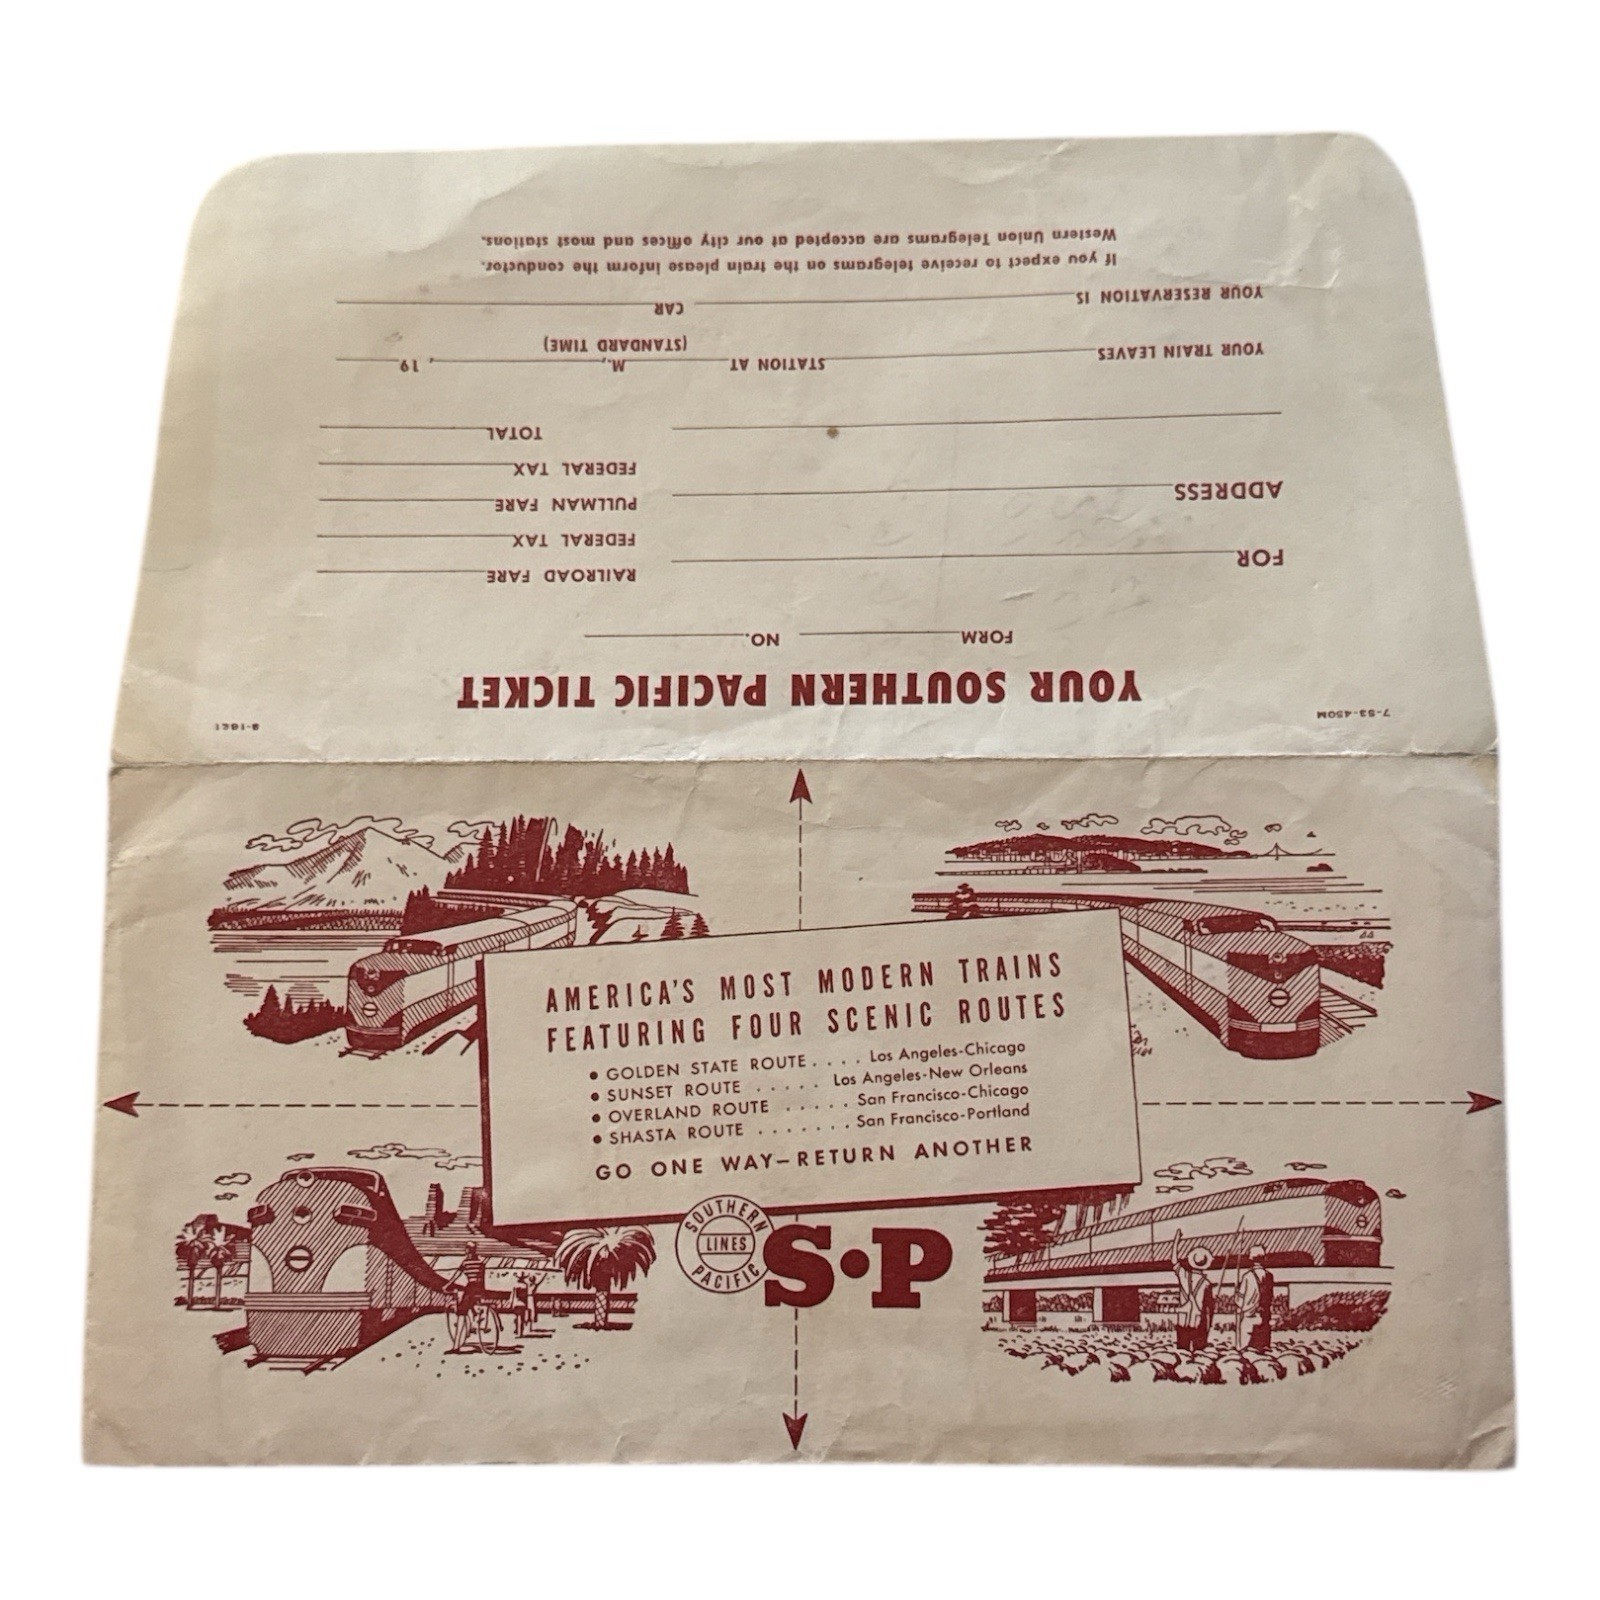 YOUR SOUTHERN PACIFIC TICKET
7-53-450M
FORM NO.
FOR
ADDRESS
RAILROAD FARE
FEDERAL TAX
PULLMAN FARE
FEDERAL TAX
TOTAL
YOUR TRAIN LEAVES STATION AT M., , 19
(STANDARD TIME)
YOUR RESERVATION IS CAR
If you expect to receive telegrams on the train please inform the conductor.
Western Union Telegrams are accepted at our city offices and most stations.
AMERICA'S MOST MODERN TRAINS
FEATURING FOUR SCENIC ROUTES
• GOLDEN STATE ROUTE . . . . Los Angeles-Chicago
• SUNSET ROUTE . . . . . Los Angeles-New Orleans
• OVERLAND ROUTE . . . . . San Francisco-Chicago
• SHASTA ROUTE . . . . . . . San Francisco-Portland
GO ONE WAY—RETURN ANOTHER
SOUTHERN
LINES
PACIFIC
S•P